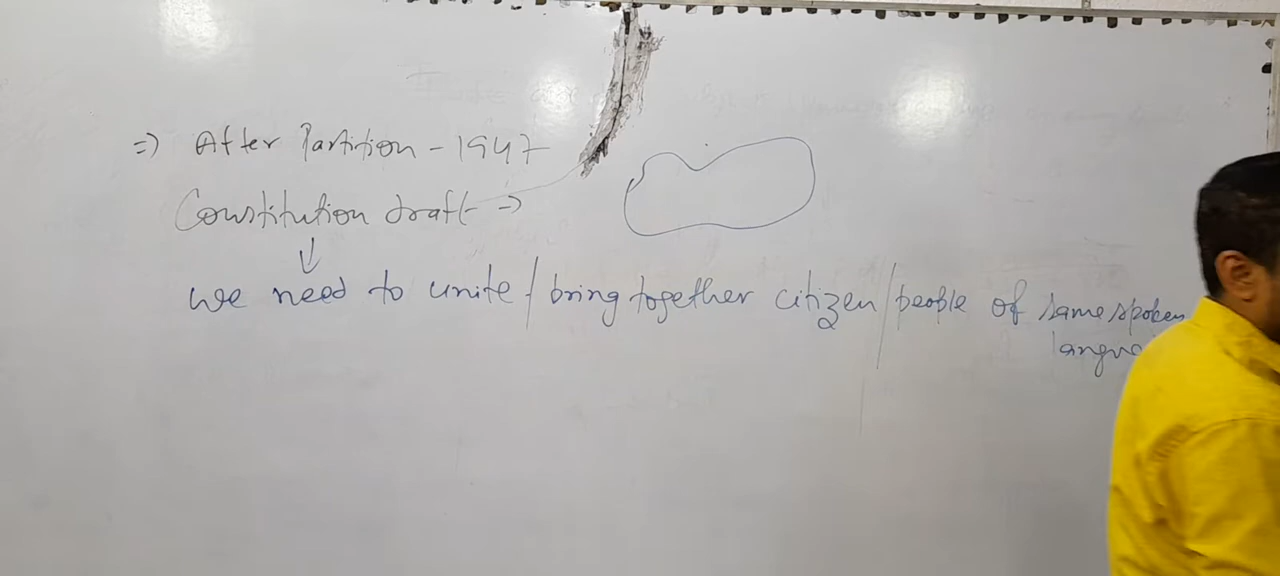 => After Partition - 1947
Constitution draft ->
↓
we need to unite / bring together citizen / people of same spoken